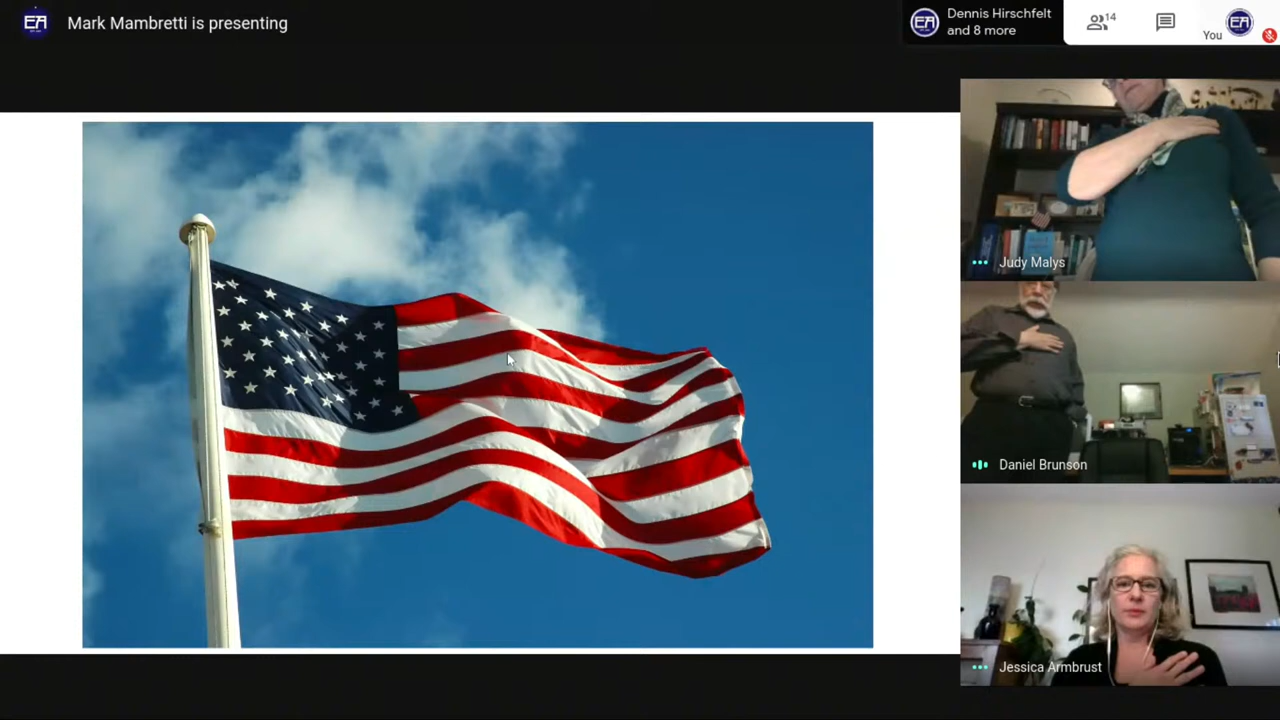 EA
Mark Mambretti is presenting
EA
Dennis Hirschfelt
and 8 more
14
You
EA
Judy Malys
Daniel Brunson
Jessica Armbrust